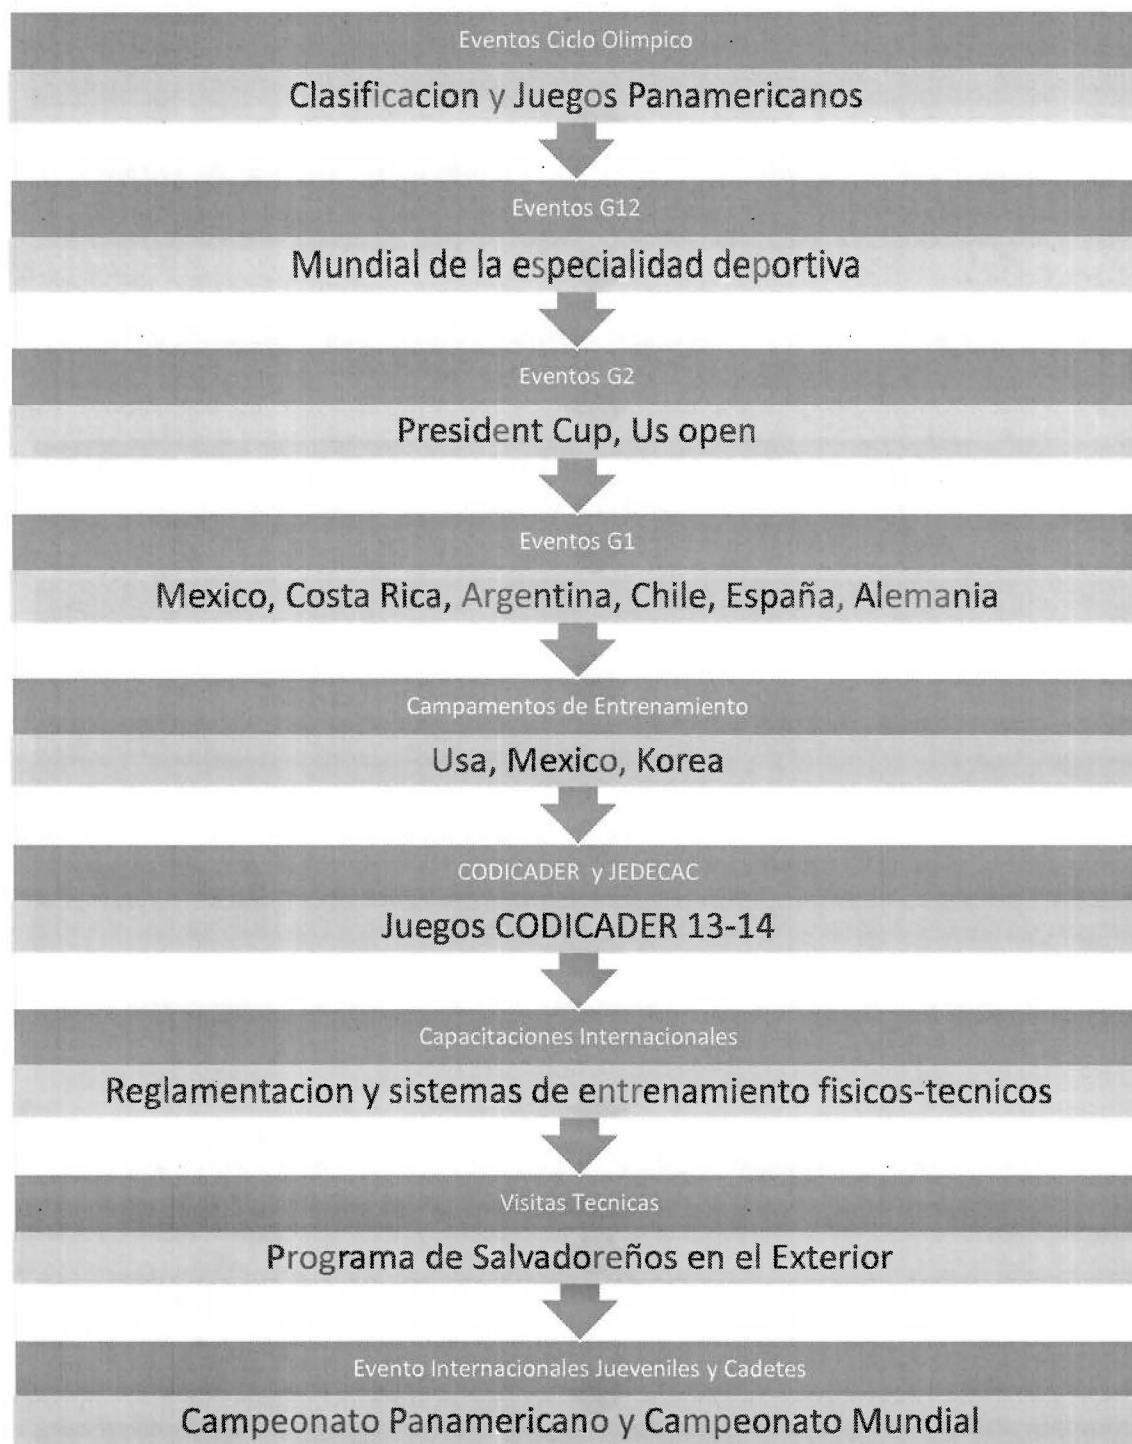 Eventos Ciclo Olimpico
Clasificacion y Juegos Panamericanos
Eventos G12
Mundial de la especialidad deportiva
Eventos G2
President Cup, Us open
Eventos G1
Mexico, Costa Rica, Argentina, Chile, España, Alemania
Campamentos de Entrenamiento
Usa, Mexico, Korea
CODICADER y JEDECAC
Juegos CODICADER 13-14
Capacitaciones Internacionales
Reglamentacion y sistemas de entrenamiento fisicos-tecnicos
Visitas Tecnicas
Programa de Salvadoreños en el Exterior
Evento Internacionales Jueveniles y Cadetes
Campeonato Panamericano y Campeonato Mundial